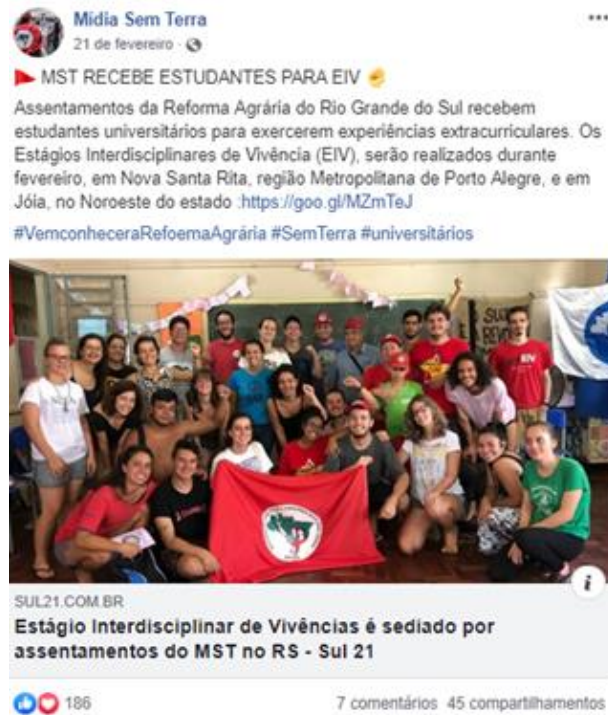 Mídia Sem Terra
21 de fevereiro
MST RECEBE ESTUDANTES PARA EIV
Assentamentos da Reforma Agrária do Rio Grande do Sul recebem
estudantes universitários para exercerem experiências extracurriculares. Os
Estágios Interdisciplinares de Vivência (EIV), serão realizados durante
fevereiro, em Nova Santa Rita, região Metropolitana de Porto Alegre, e em
Jóia, no Noroeste do estado :https://goo.gl/MZmTeJ
#VemconheceraRefoemaAgrária #SemTerra #universitários
EIV
SUL21.COM.BR
Estágio Interdisciplinar de Vivências é sediado por
assentamentos do MST no RS - Sul 21
186
7 comentários 45 compartilhamentos